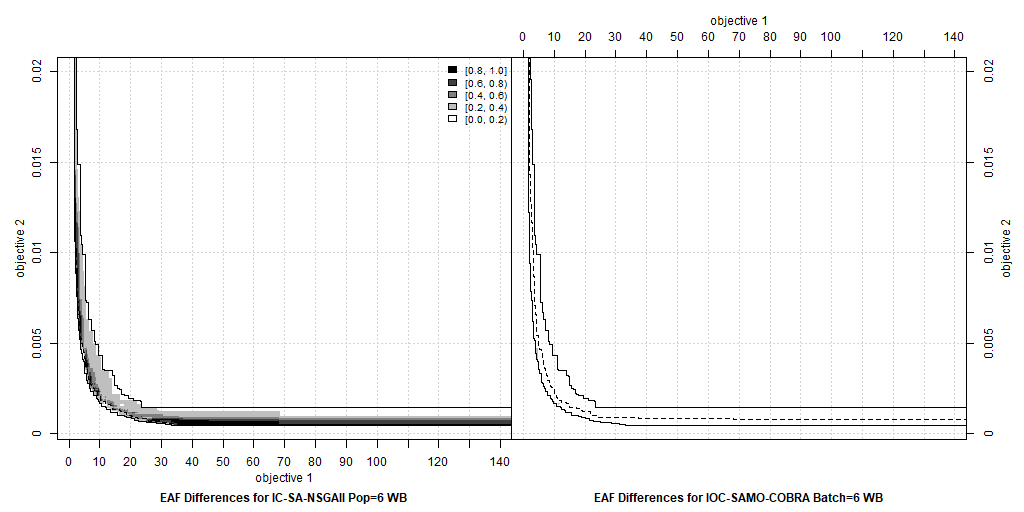 objective 1
0 10 20 30 40 50 60 70 80 100 120 140
[0.8, 1.0]
[0.6, 0.8)
[0.4, 0.6)
[0.2, 0.4)
[0.0, 0.2)
objective 2
0.02
0.015
0.01
0.005
0
0.02
0.015
0.01
0.005
0
objective 2
0 10 20 30 40 50 60 70 80 100 120 140
objective 1
EAF Differences for IC-SA-NSGAII Pop=6 WB
EAF Differences for IOC-SAMO-COBRA Batch=6 WB